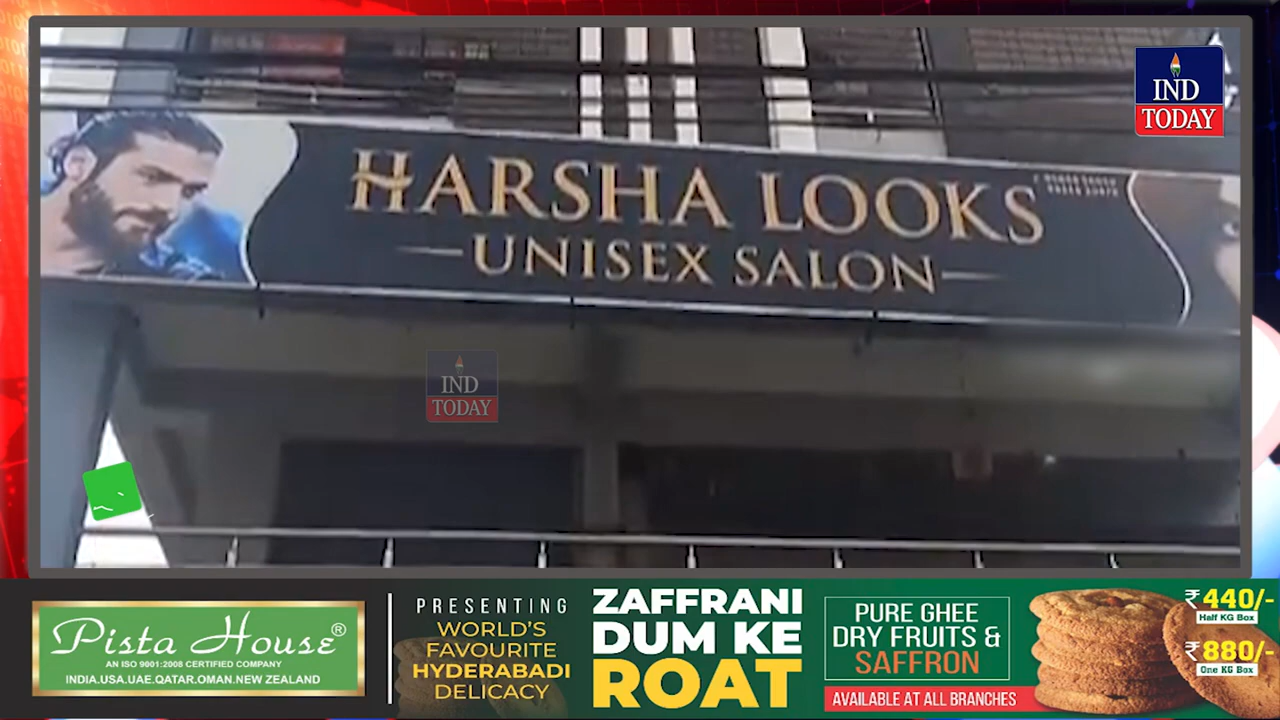 IND
TODAY
HARSHA LOOKS
UNISEX SALON
IND
TODAY
Pista House®
AN ISO 9001:2008 CERTIFIED COMPANY
INDIA.USA.UAE.QATAR.OMAN.NEW ZEALAND
PRESENTING
WORLD'S
FAVOURITE
HYDERABADI
DELICACY
ZAFFRANI
DUM KE
ROAT
PURE GHEE
DRY FRUITS &
SAFFRON
AVAILABLE AT ALL BRANCHES
₹440/-
Half KG Box
₹880/-
One KG Box